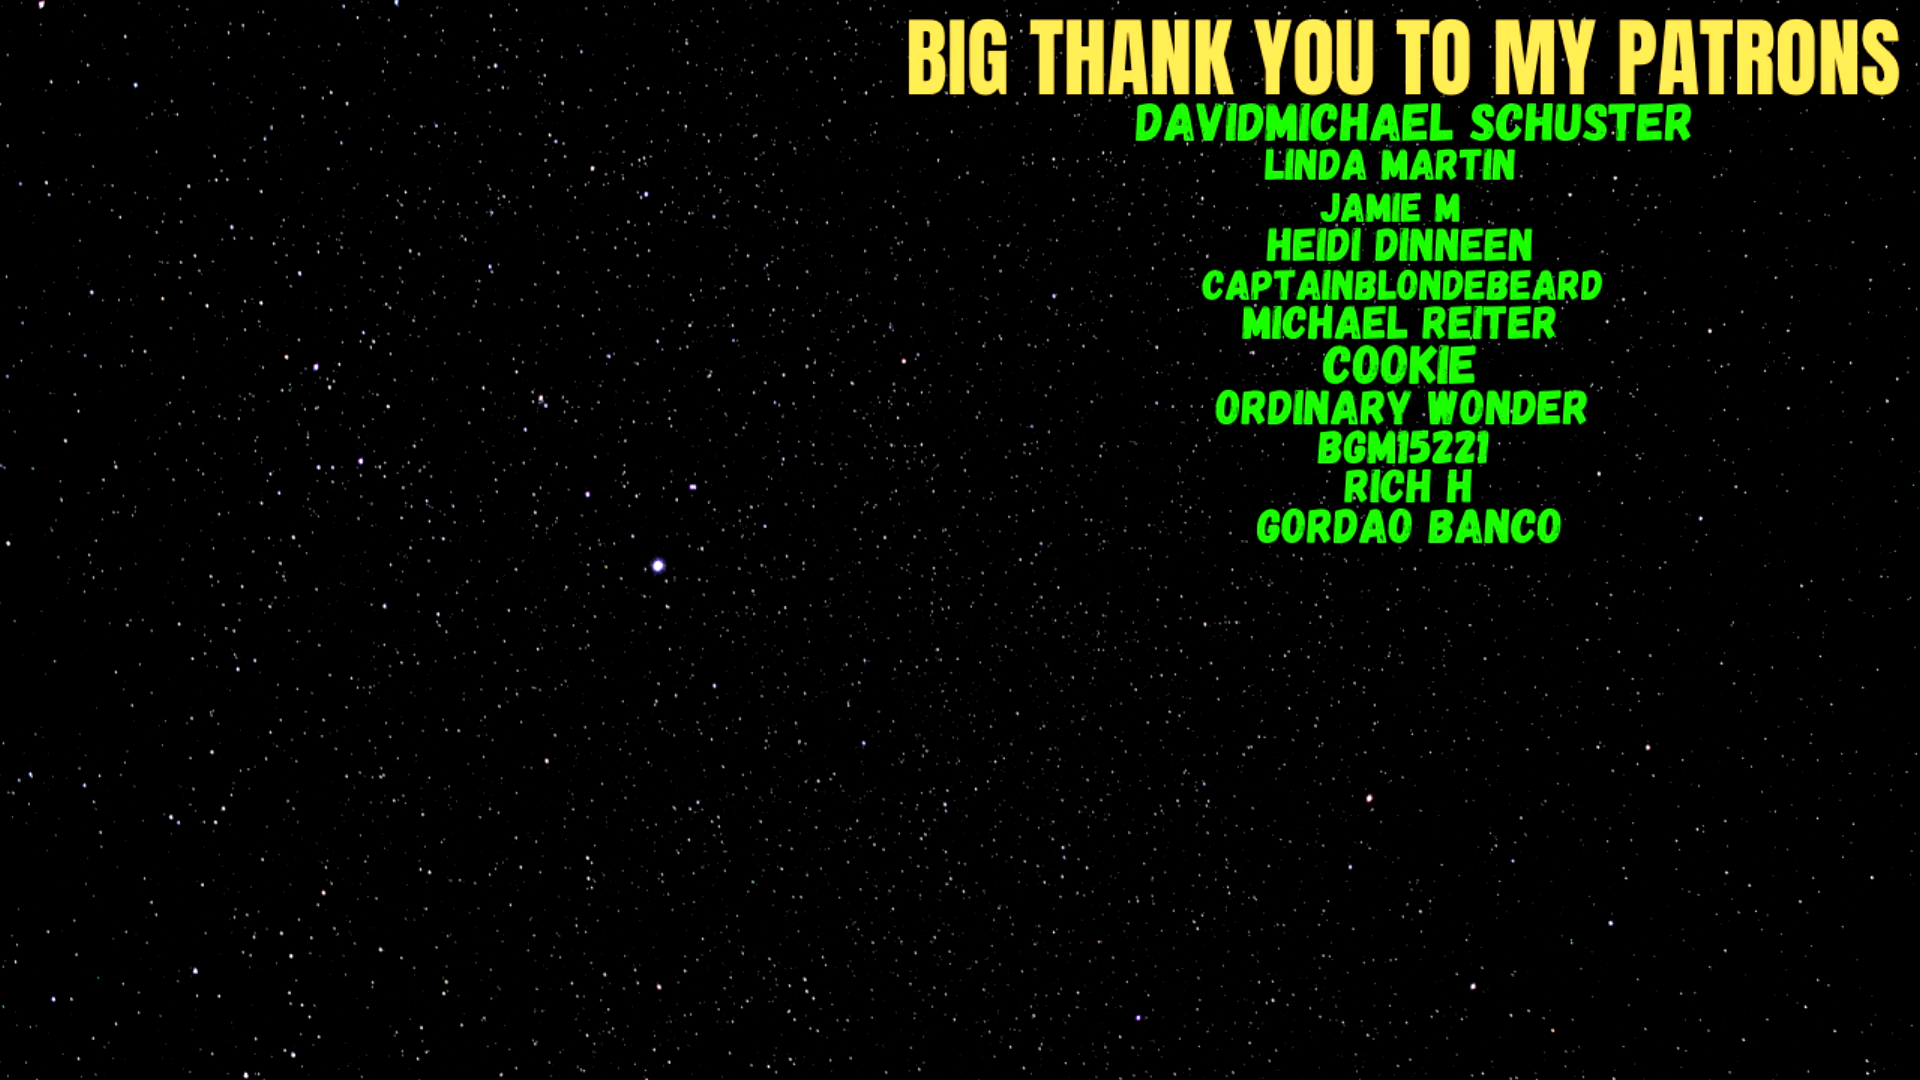 BIG THANK YOU TO MY PATRONS
DAVIDMICHAEL SCHUSTER
LINDA MARTIN
JAMIE M
HEIDI DINNEEN
CAPTAINBLONDEBEARD
MICHAEL REITER
COOKIE
ORDINARY WONDER
BGM15221
RICH H
GORDAO BANCO